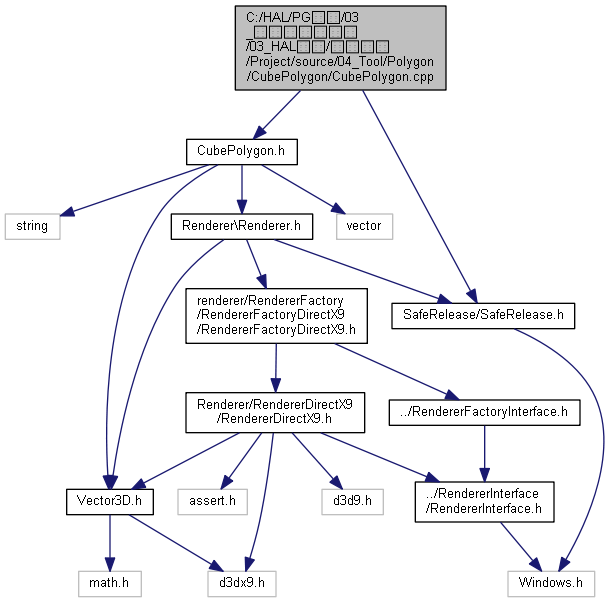 C:/HAL/PG□□/03
_□□□□□□□□
/03_HAL□□/□□□□
/Project/source/04_Tool/Polygon
/CubePolygon/CubePolygon.cpp
CubePolygon.h
string
Renderer\Renderer.h
vector
renderer/RendererFactory
/RendererFactoryDirectX9
/RendererFactoryDirectX9.h
SafeRelease/SafeRelease.h
Renderer/RendererDirectX9
/RendererDirectX9.h
../RendererFactoryInterface.h
Vector3D.h
assert.h
d3d9.h
../RendererInterface
/RendererInterface.h
math.h
d3dx9.h
Windows.h